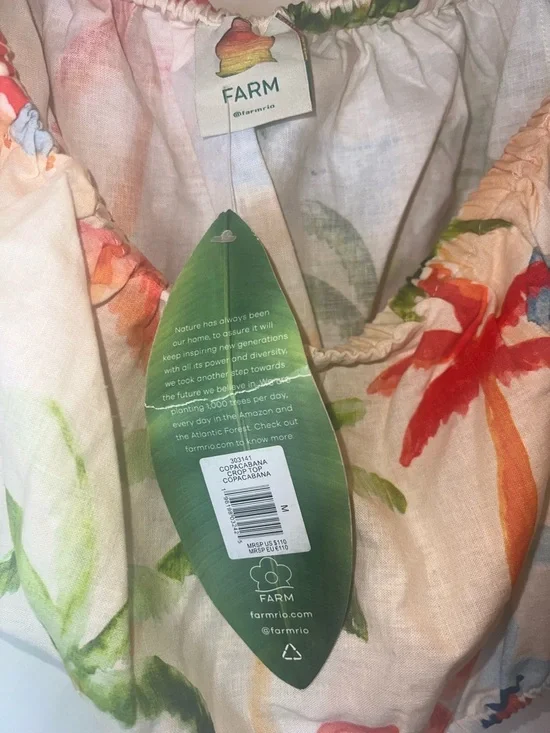 FARM
@farmrio
Nature has always been
our home, to assure it will
keep inspiring new generations
with all its power and diversity,
we took another step towards
the future we believe in. We are
planting 1,000 trees per day,
every day in the Amazon and
the Atlantic Forest. Check out
farmrio.com to know more.
303141
COPACABANA
CROP TOP
COPACABANA
M
MRSP US $110
MRSP EU €110
FARM
farmrio.com
@farmrio